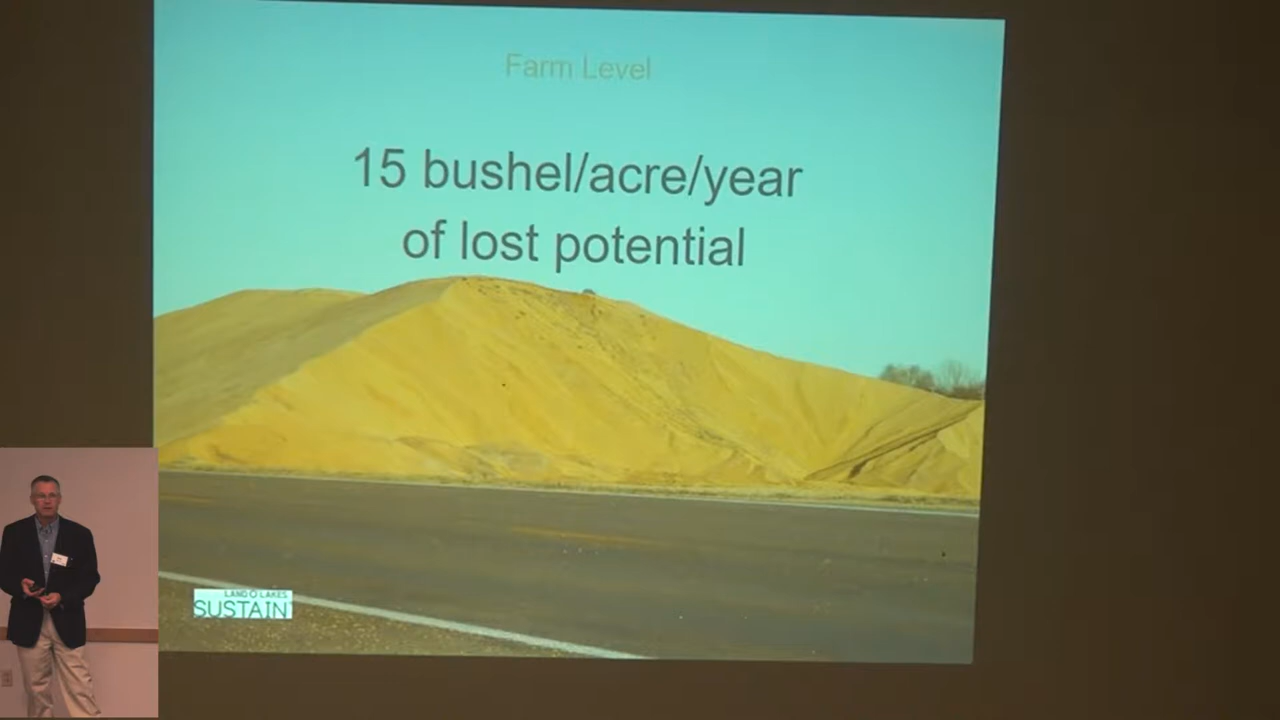 Farm Level
15 bushel/acre/year
of lost potential
LAND O LAKES
SUSTAIN